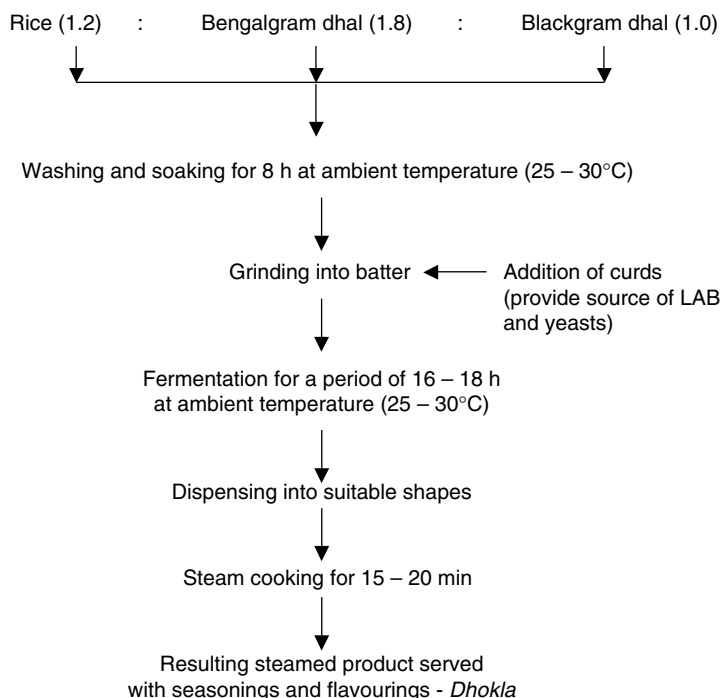 Rice (1.2) : Bengalgram dhal (1.8) : Blackgram dhal (1.0)
Washing and soaking for 8 h at ambient temperature (25 – 30°C)
Grinding into batter
Addition of curds
(provide source of LAB
and yeasts)
Fermentation for a period of 16 – 18 h
at ambient temperature (25 – 30°C)
Dispensing into suitable shapes
Steam cooking for 15 – 20 min
Resulting steamed product served
with seasonings and flavourings - Dhokla